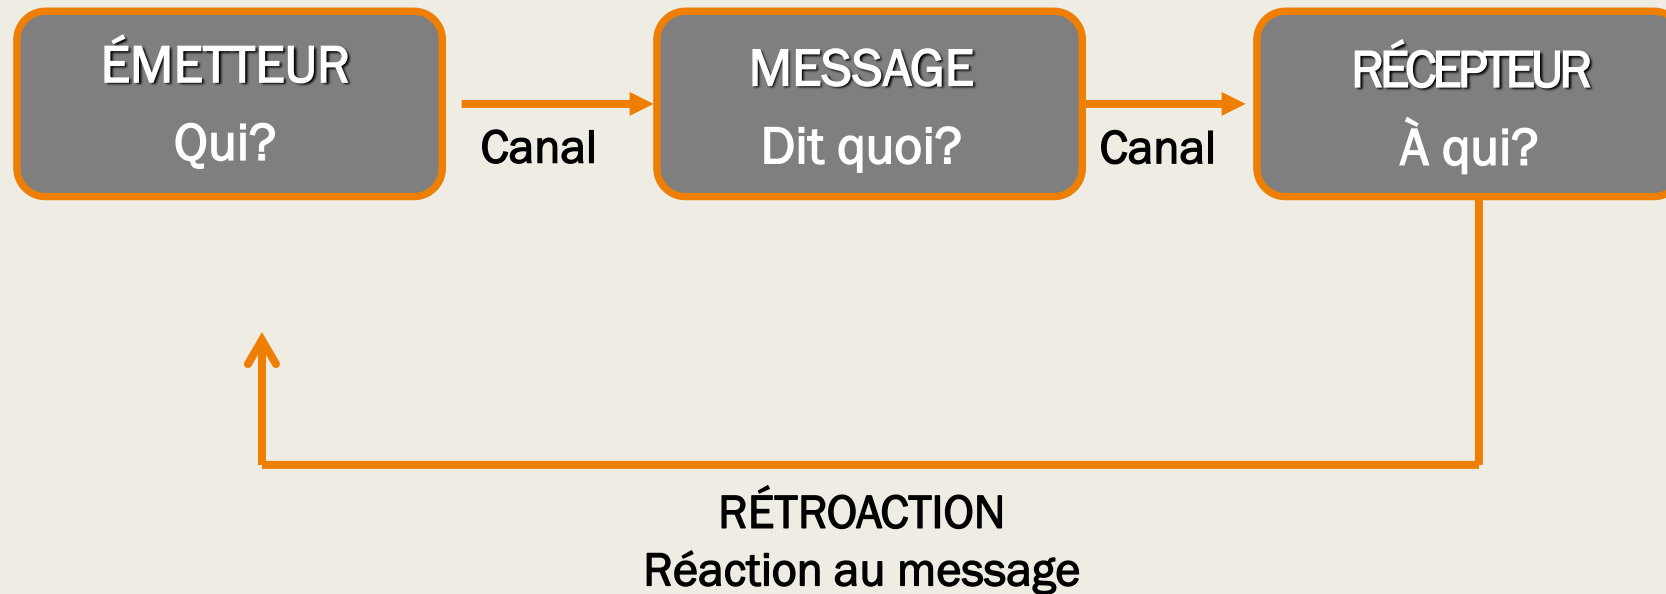 ÉMETTEUR
Qui?
Canal
MESSAGE
Dit quoi?
Canal
RÉCEPTEUR
À qui?
RÉTROACTION
Réaction au message